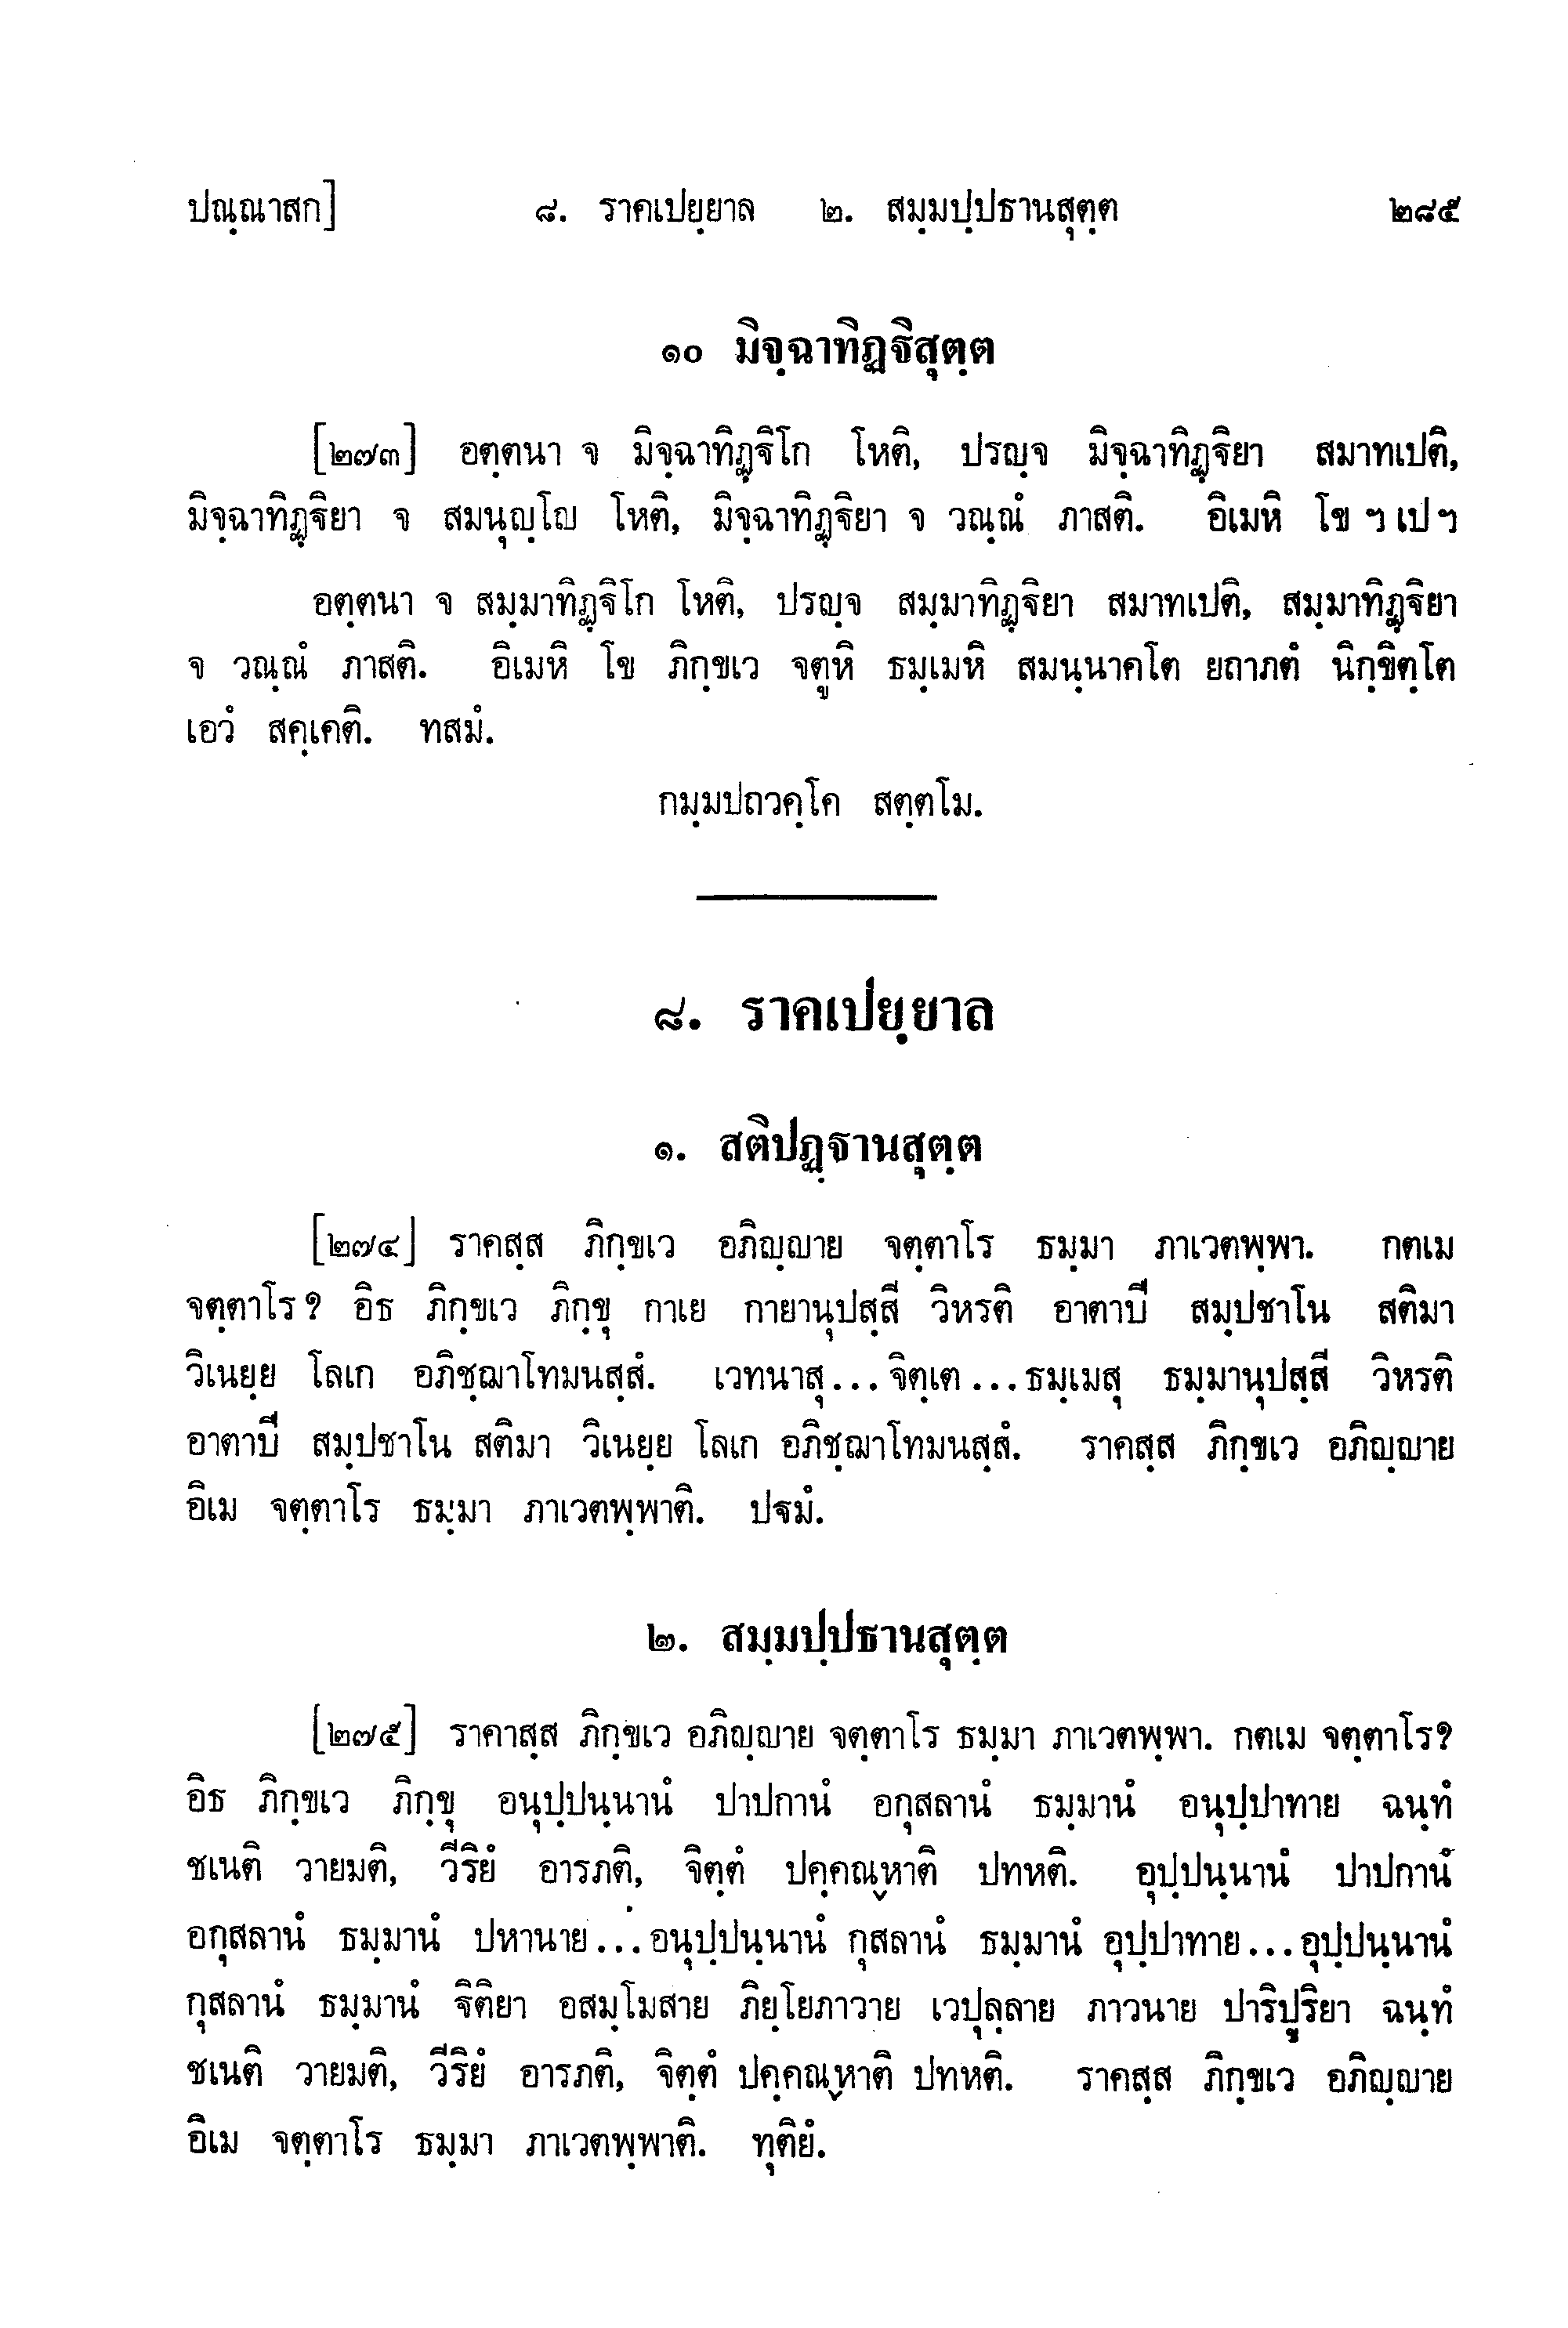 ปณฺณาสก] ๘. ราคเปยฺยาล ๒. สมฺมปฺปธานสุตฺต ๒๘๕
๑๐ มิจฺฉาทิฏฐิสุตฺต
[๒๗๓] อตฺตนา จ มิจฺฉาทิฏฺฐิโก โหติ, ปรญฺจ มิจฺฉาทิฏฺฐิยา สมาทเปติ,
มิจฺฉาทิฏฺฐิยา จ สมนุญฺโญ โหติ, มิจฺฉาทิฏฺฐิยา จ วณฺณํ ภาสติ. อิเมหิ โข ฯ เป ฯ
อตฺตนา จ สมฺมาทิฏฺฐิโก โหติ, ปรญฺจ สมฺมาทิฏฺฐิยา สมาทเปติ, สมฺมาทิฏฺฐิยา
จ วณฺณํ ภาสติ. อิเมหิ โข ภิกฺขเว จตูหิ ธมฺเมหิ สมนฺนาคโต ยถาภตํ นิกฺขิตฺโต
เอวํ สคฺเคติ. ทสมํ.
กมฺมปถวคฺโค สตฺตโม.
๘. ราคเปยฺยาล
๑. สติปฏฺฐานสุตฺต
[๒๗๔] ราคสฺส ภิกฺขเว อภิญฺญาย จตฺตาโร ธมฺมา ภาเวตพฺพา. กตเม
จตฺตาโร? อิธ ภิกฺขเว ภิกฺขุ กาเย กายานุปสฺสี วิหรติ อาตาปี สมฺปชาโน สติมา
วิเนยฺย โลเก อภิชฺฌาโทมนสฺสํ. เวทนาสุ...จิตฺเต...ธมฺเมสุ ธมฺมานุปสฺสี วิหรติ
อาตาปี สมฺปชาโน สติมา วิเนยฺย โลเก อภิชฺฌาโทมนสฺสํ. ราคสฺส ภิกฺขเว อภิญฺญาย
อิเม จตฺตาโร ธมฺมา ภาเวตพฺพาติ. ปฐมํ.
๒. สมฺมปฺปธานสุตฺต
[๒๗๕] ราคาสฺส ภิกฺขเว อภิญฺญาย จตฺตาโร ธมฺมา ภาเวตพฺพา. กตเม จตฺตาโร?
อิธ ภิกฺขเว ภิกฺขุ อนุปฺปนฺนานํ ปาปกานํ อกุสลานํ ธมฺมานํ อนุปฺปาทาย ฉนฺทํ
ชเนติ วายมติ, วีริยํ อารภติ, จิตฺตํ ปคฺคณฺหาติ ปทหติ. อุปฺปนฺนานํ ปาปกานํ
อกุสลานํ ธมฺมานํ ปหานาย...อนุปฺปนฺนานํ กุสลานํ ธมฺมานํ อุปฺปาทาย...อุปฺปนฺนานํ
กุสลานํ ธมฺมานํ ฐิติยา อสมฺโมสาย ภิยฺโยภาวาย เวปุลฺลาย ภาวนาย ปาริปูริยา ฉนฺทํ
ชเนติ วายมติ, วีริยํ อารภติ, จิตฺตํ ปคฺคณฺหาติ ปทหติ. ราคสฺส ภิกฺขเว อภิญฺญาย
อิเม จตฺตาโร ธมฺมา ภาเวตพฺพาติ. ทุติยํ.